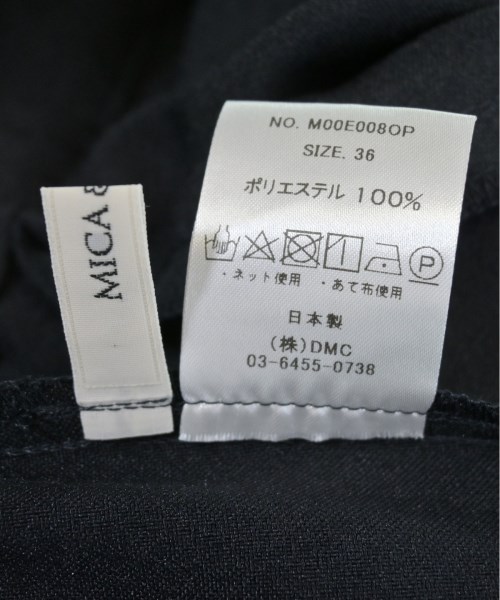 MICA &
NO. M00E008OP
SIZE. 36
ポリエステル 100%
P
・ネット使用 ・あて布使用
日本製
(株)DMC
03-6455-0738